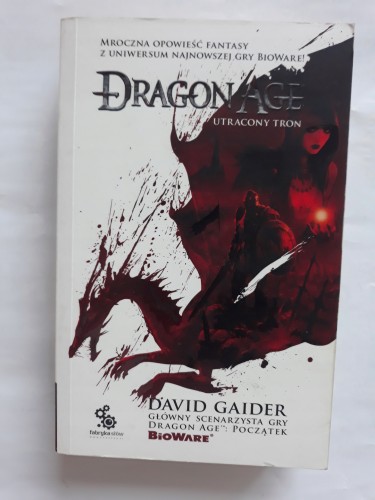 Mroczna opowieść fantasy
z uniwersum najnowszej gry BioWare!
DRAGON AGE
UTRACONY TRON
DAVID GAIDER
GŁÓWNY SCENARZYSTA GRY
DRAGON AGE™: POCZĄTEK
BIOWARE®
fabryka słów